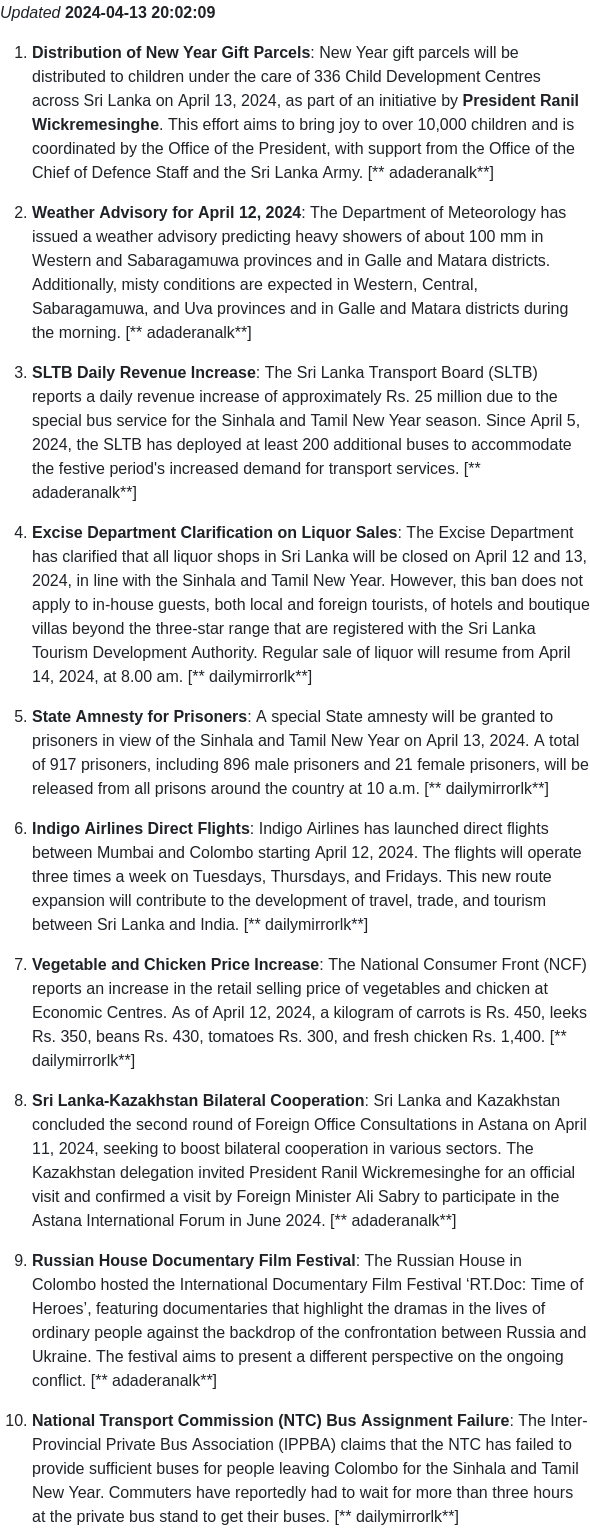 Updated 2024-04-13 20:02:09
1. Distribution of New Year Gift Parcels: New Year gift parcels will be
distributed to children under the care of 336 Child Development Centres
across Sri Lanka on April 13, 2024, as part of an initiative by President Ranil
Wickremesinghe. This effort aims to bring joy to over 10,000 children and is
coordinated by the Office of the President, with support from the Office of the
Chief of Defence Staff and the Sri Lanka Army. [** adaderanalk**]
2. Weather Advisory for April 12, 2024: The Department of Meteorology has
issued a weather advisory predicting heavy showers of about 100 mm in
Western and Sabaragamuwa provinces and in Galle and Matara districts.
Additionally, misty conditions are expected in Western, Central,
Sabaragamuwa, and Uva provinces and in Galle and Matara districts during
the morning. [** adaderanalk**]
3. SLTB Daily Revenue Increase: The Sri Lanka Transport Board (SLTB)
reports a daily revenue increase of approximately Rs. 25 million due to the
special bus service for the Sinhala and Tamil New Year season. Since April 5,
2024, the SLTB has deployed at least 200 additional buses to accommodate
the festive period's increased demand for transport services. [**
adaderanalk**]
4. Excise Department Clarification on Liquor Sales: The Excise Department
has clarified that all liquor shops in Sri Lanka will be closed on April 12 and 13,
2024, in line with the Sinhala and Tamil New Year. However, this ban does not
apply to in-house guests, both local and foreign tourists, of hotels and boutique
villas beyond the three-star range that are registered with the Sri Lanka
Tourism Development Authority. Regular sale of liquor will resume from April
14, 2024, at 8.00 am. [** dailymirrorlk**]
5. State Amnesty for Prisoners: A special State amnesty will be granted to
prisoners in view of the Sinhala and Tamil New Year on April 13, 2024. A total
of 917 prisoners, including 896 male prisoners and 21 female prisoners, will be
released from all prisons around the country at 10 a.m. [** dailymirrorlk**]
6. Indigo Airlines Direct Flights: Indigo Airlines has launched direct flights
between Mumbai and Colombo starting April 12, 2024. The flights will operate
three times a week on Tuesdays, Thursdays, and Fridays. This new route
expansion will contribute to the development of travel, trade, and tourism
between Sri Lanka and India. [** dailymirrorlk**]
7. Vegetable and Chicken Price Increase: The National Consumer Front (NCF)
reports an increase in the retail selling price of vegetables and chicken at
Economic Centres. As of April 12, 2024, a kilogram of carrots is Rs. 450, leeks
Rs. 350, beans Rs. 430, tomatoes Rs. 300, and fresh chicken Rs. 1,400. [**
dailymirrorlk**]
8. Sri Lanka-Kazakhstan Bilateral Cooperation: Sri Lanka and Kazakhstan
concluded the second round of Foreign Office Consultations in Astana on April
11, 2024, seeking to boost bilateral cooperation in various sectors. The
Kazakhstan delegation invited President Ranil Wickremesinghe for an official
visit and confirmed a visit by Foreign Minister Ali Sabry to participate in the
Astana International Forum in June 2024. [** adaderanalk**]
9. Russian House Documentary Film Festival: The Russian House in
Colombo hosted the International Documentary Film Festival ‘RT.Doc: Time of
Heroes’, featuring documentaries that highlight the dramas in the lives of
ordinary people against the backdrop of the confrontation between Russia and
Ukraine. The festival aims to present a different perspective on the ongoing
conflict. [** adaderanalk**]
10. National Transport Commission (NTC) Bus Assignment Failure: The Inter-
Provincial Private Bus Association (IPPBA) claims that the NTC has failed to
provide sufficient buses for people leaving Colombo for the Sinhala and Tamil
New Year. Commuters have reportedly had to wait for more than three hours
at the private bus stand to get their buses. [** dailymirrorlk**]